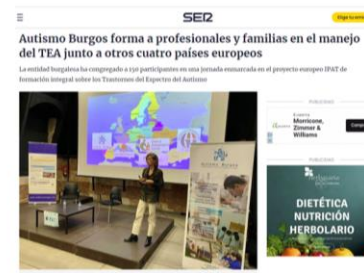 SER
Autismo Burgos forma a profesionales y familias en el manejo
del TEA junto a otros cuatro países europeos
La entidad burgalesa ha congregado a 150 participantes en una jornada enmarcada en el proyecto europeo IPAT de
formación integral sobre los Trastornos del Espectro del Autismo
PUBLICIDAD
Morricone,
Zimmer &
Williams
PUBLICIDAD
DIETÉTICA
NUTRICIÓN
HERBOLARIO